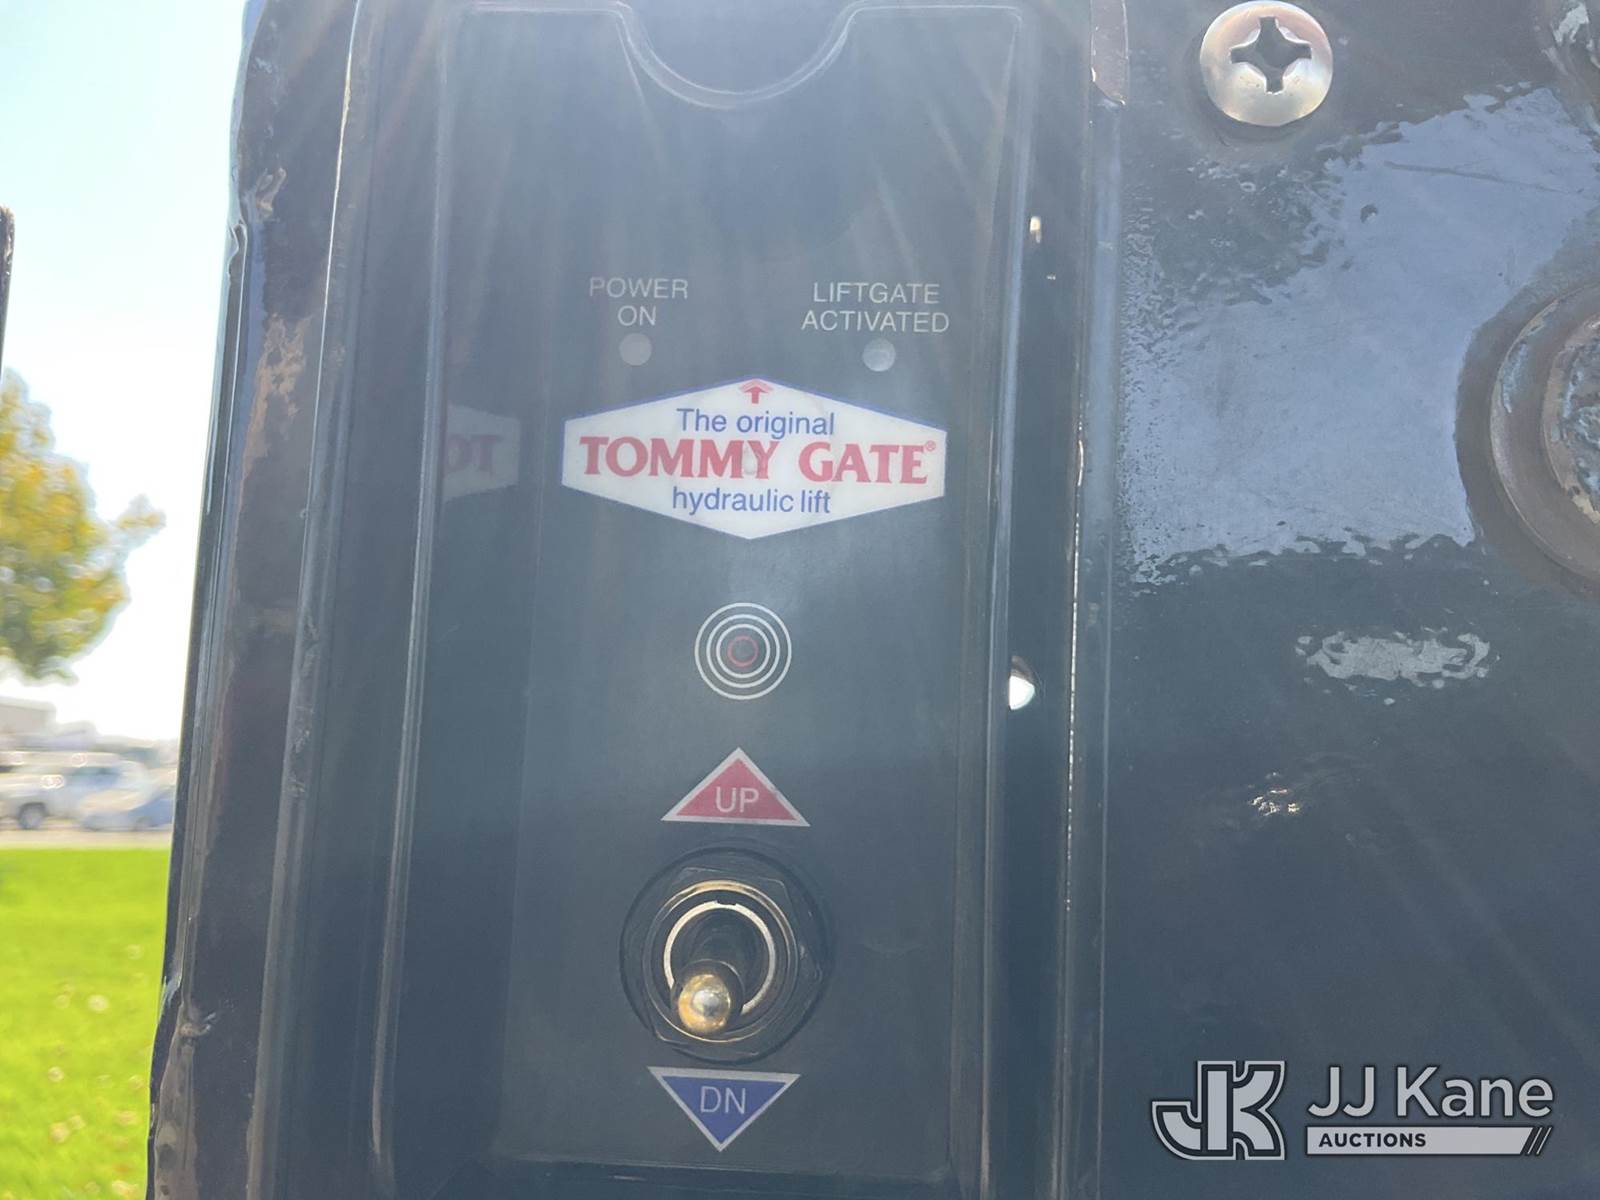 POWER
ON
LIFTGATE
ACTIVATED
The original
TOMMY GATE®
hydraulic lift
UP
DN
JJ Kane
AUCTIONS